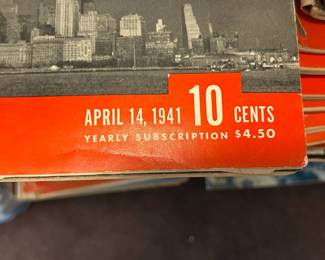 APRIL 14, 1941 10 CENTS
YEARLY SUBSCRIPTION $4.50